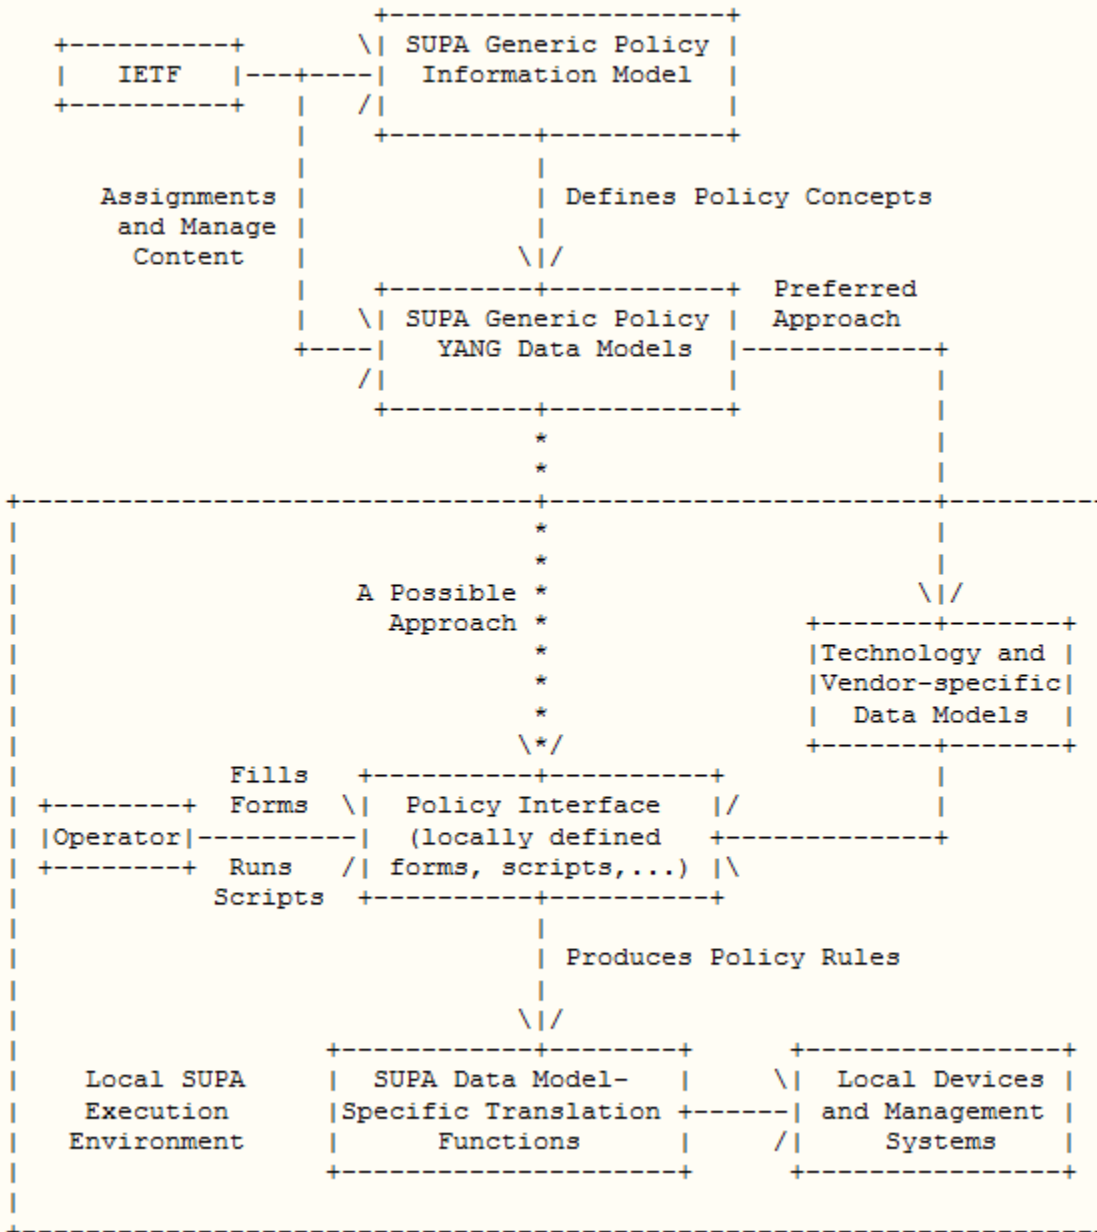 SUPA Generic Policy
Information Model
IETF
Assignments
and Manage
Content
Defines Policy Concepts
Preferred
Approach
SUPA Generic Policy
YANG Data Models
A Possible
Approach
Technology and
Vendor-specific
Data Models
Fills
Forms
Operator
Runs
Scripts
Policy Interface
(locally defined
forms, scripts,...)
Produces Policy Rules
Local SUPA
Execution
Environment
SUPA Data Model-
Specific Translation
Functions
Local Devices
and Management
Systems